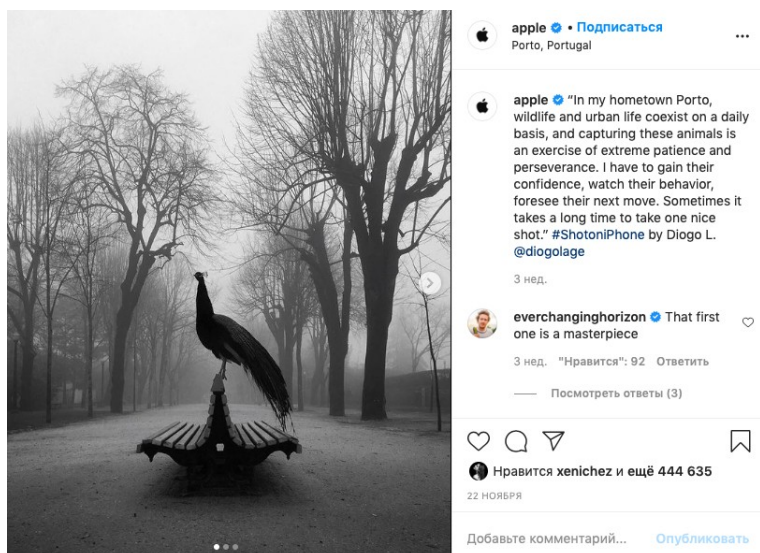 apple • Подписаться
Porto, Portugal
apple “In my hometown Porto,
wildlife and urban life coexist on a daily
basis, and capturing these animals is
an exercise of extreme patience and
perseverance. I have to gain their
confidence, watch their behavior,
foresee their next move. Sometimes it
takes a long time to take one nice
shot.” #ShotoniPhone by Diogo L.
@diogolage
3 нед.
everchanginghorizon That first
one is a masterpiece
3 нед. "Нравится": 92 Ответить
Посмотреть ответы (3)
Нравится xenichez и ещё 444 635
22 НОЯБРЯ
Добавьте комментарий... Опубликовать